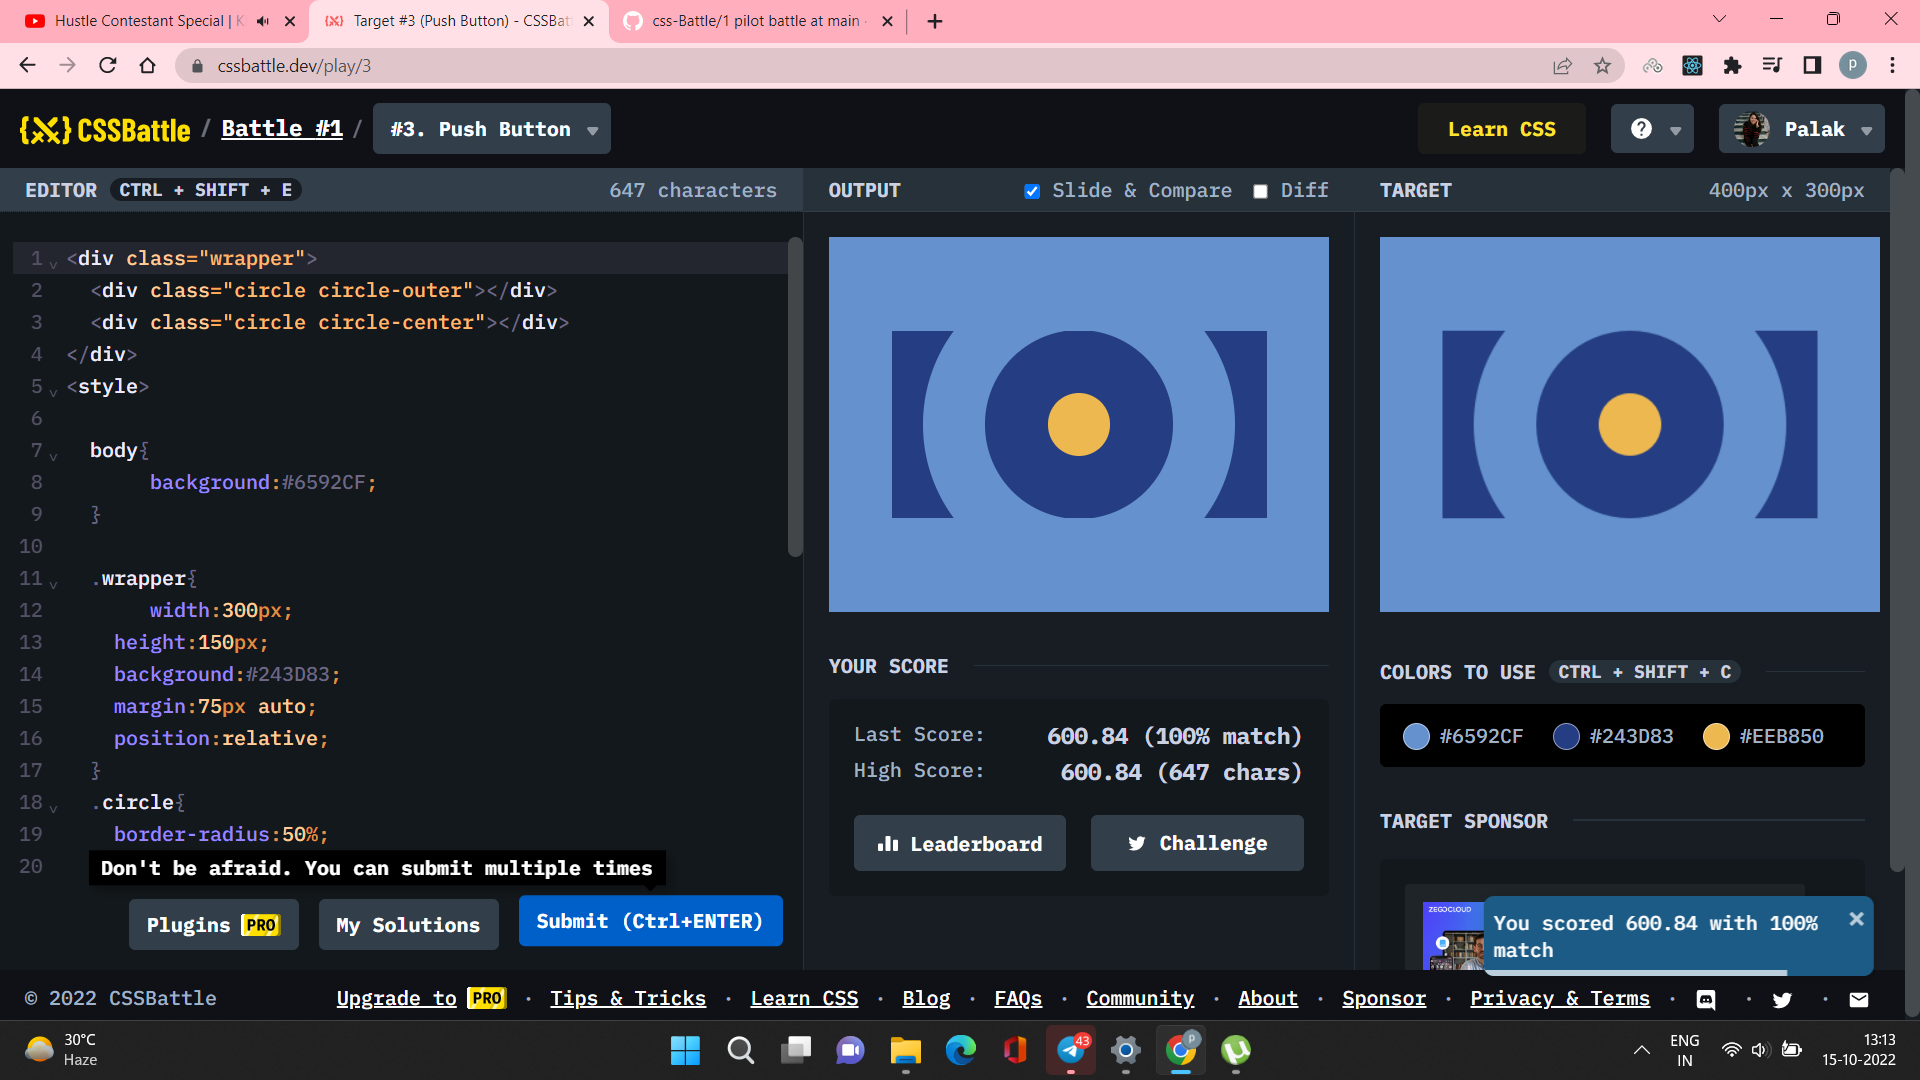 Hustle Contestant Special | K
Target #3 (Push Button) - CSSBat
css-Battle/1 pilot battle at main
cssbattle.dev/play/3
P
{X} CSSBattle / Battle #1 / #3. Push Button
Learn CSS
?
Palak
EDITOR CTRL + SHIFT + E 647 characters
OUTPUT Slide & Compare Diff
TARGET 400px x 300px
1 <div class="wrapper">
2 <div class="circle circle-outer"></div>
3 <div class="circle circle-center"></div>
4 </div>
5 <style>
6
7 body{
8 background:#6592CF;
9 }
10
11 .wrapper{
12 width:300px;
13 height:150px;
14 background:#243D83;
15 margin:75px auto;
16 position:relative;
17 }
18 .circle{
19 border-radius:50%;
20
Don't be afraid. You can submit multiple times
Plugins PRO
My Solutions
Submit (Ctrl+ENTER)
YOUR SCORE
Last Score: 600.84 (100% match)
High Score: 600.84 (647 chars)
Leaderboard
Challenge
COLORS TO USE CTRL + SHIFT + C
#6592CF #243D83 #EEB850
TARGET SPONSOR
ZEGOCLOUD
You scored 600.84 with 100%
match
© 2022 CSSBattle
Upgrade to PRO · Tips & Tricks · Learn CSS · Blog · FAQs · Community · About · Sponsor · Privacy & Terms
30°C
Haze
43
P
ENG
IN
13:13
15-10-2022